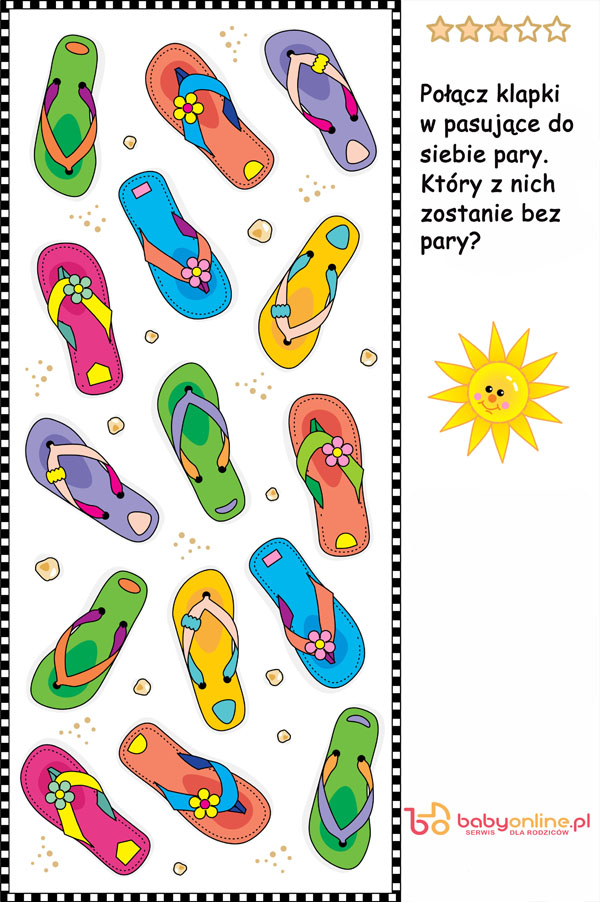 Połącz klapki
w pasujące do
siebie pary.
Który z nich
zostanie bez
pary?
babyonline.pl
SERWIS DLA RODZICÓW